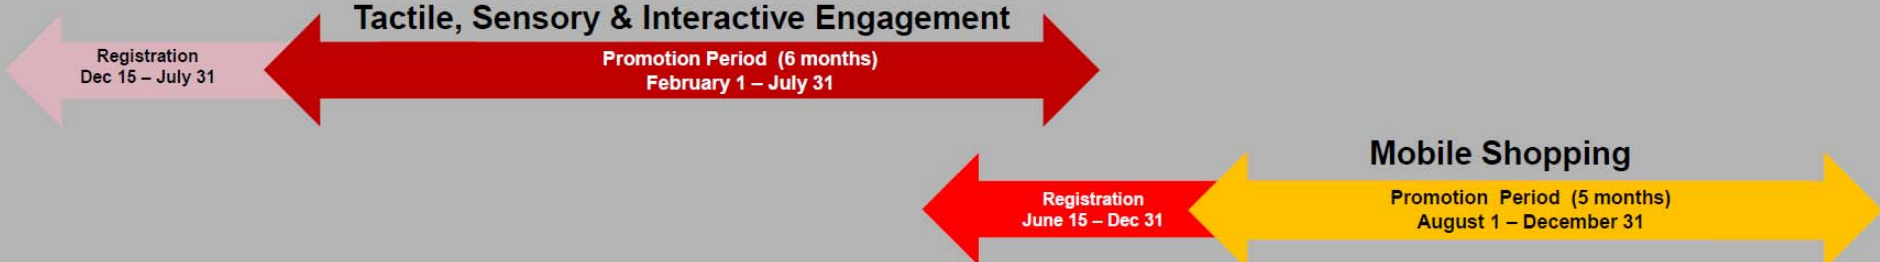 Tactile, Sensory & Interactive Engagement
Registration
Dec 15 – July 31
Promotion Period (6 months)
February 1 – July 31
Mobile Shopping
Registration
June 15 – Dec 31
Promotion Period (5 months)
August 1 – December 31